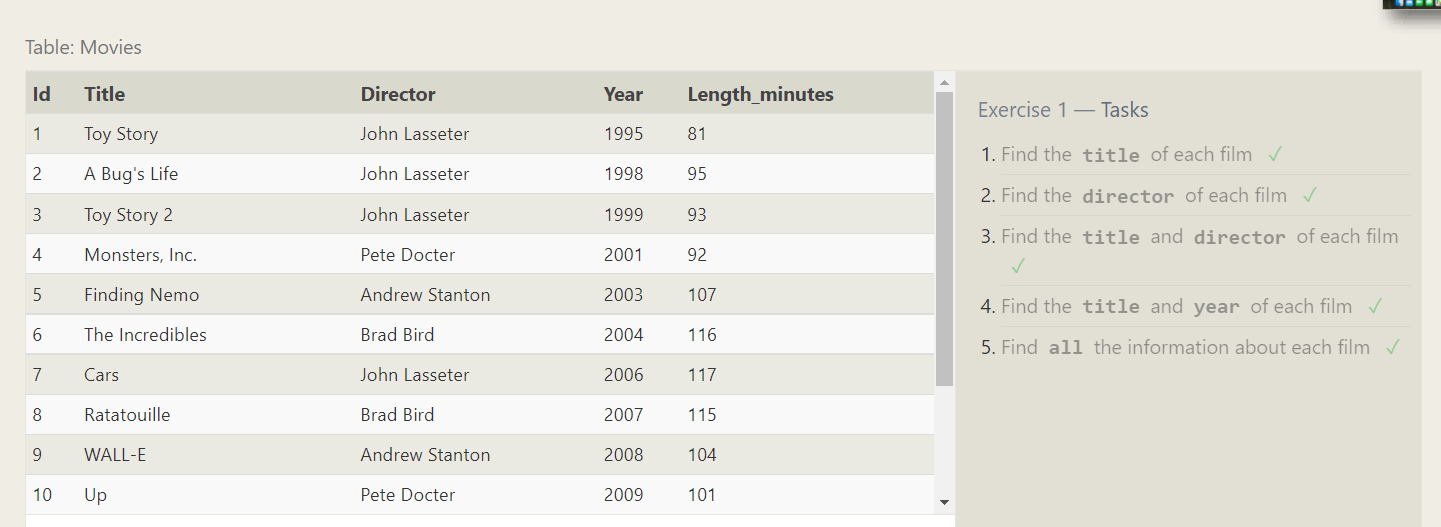 Table: Movies
Id Title Director Year Length_minutes
1 Toy Story John Lasseter 1995 81
2 A Bug's Life John Lasseter 1998 95
3 Toy Story 2 John Lasseter 1999 93
4 Monsters, Inc. Pete Docter 2001 92
5 Finding Nemo Andrew Stanton 2003 107
6 The Incredibles Brad Bird 2004 116
7 Cars John Lasseter 2006 117
8 Ratatouille Brad Bird 2007 115
9 WALL-E Andrew Stanton 2008 104
10 Up Pete Docter 2009 101
Exercise 1 — Tasks
1. Find the title of each film ✓
2. Find the director of each film ✓
3. Find the title and director of each film
✓
4. Find the title and year of each film ✓
5. Find all the information about each film ✓